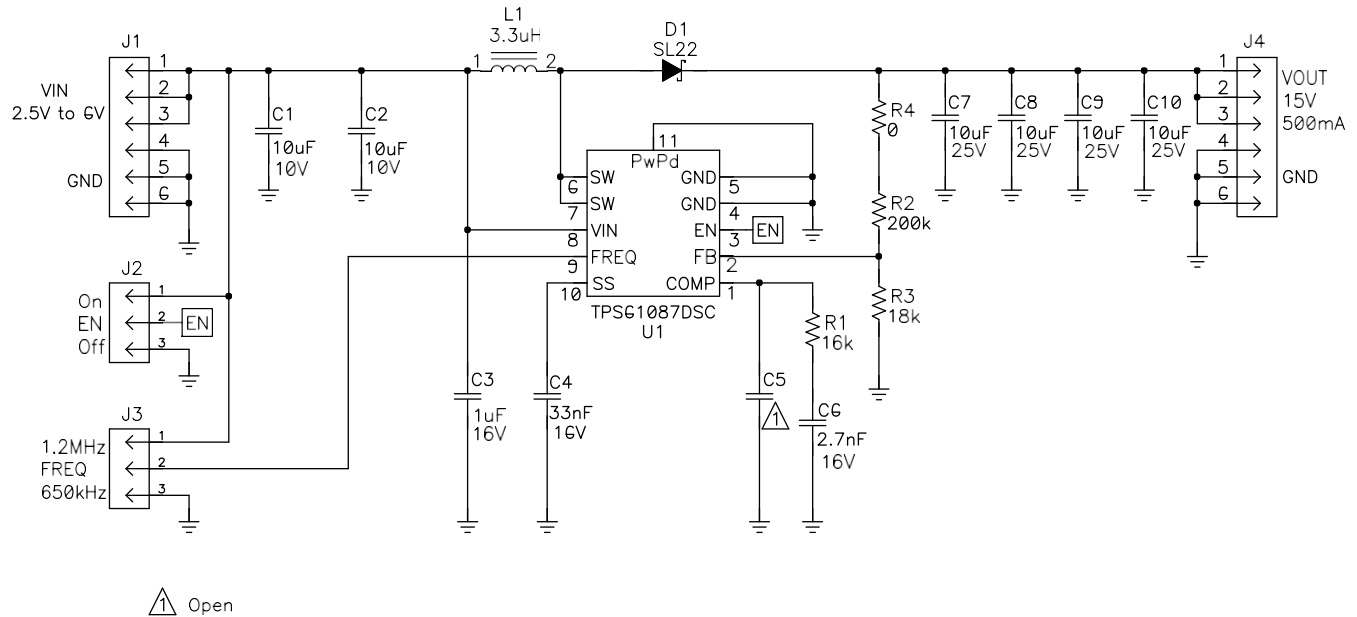 L1
3.3uH
1 2
D1
SL22
J1
1
2
3
4
5
6
VIN
2.5V to 6V
GND
C1
10uF
10V
C2
10uF
10V
11
PwPd
SW
6
SW
7
VIN
8
FREQ
9
SS
10
GND
5
GND
4
EN
3
FB
2
COMP
1
EN
TPS61087DSC
U1
R4
0
R2
200k
R3
18k
C7
10uF
25V
C8
10uF
25V
C9
10uF
25V
C10
10uF
25V
J4
1
2
3
4
5
6
VOUT
15V
500mA
GND
J2
On
EN
Off
1
2
3
EN
J3
1.2MHz
FREQ
650kHz
1
2
3
C3
1uF
16V
C4
33nF
16V
C5
1
R1
16k
C6
2.7nF
16V
1 Open